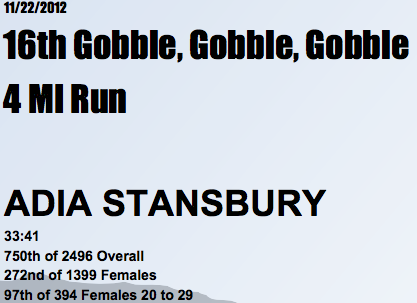 11/22/2012
16th Gobble, Gobble, Gobble
4 MI Run
ADIA STANSBURY
33:41
750th of 2496 Overall
272nd of 1399 Females
97th of 394 Females 20 to 29